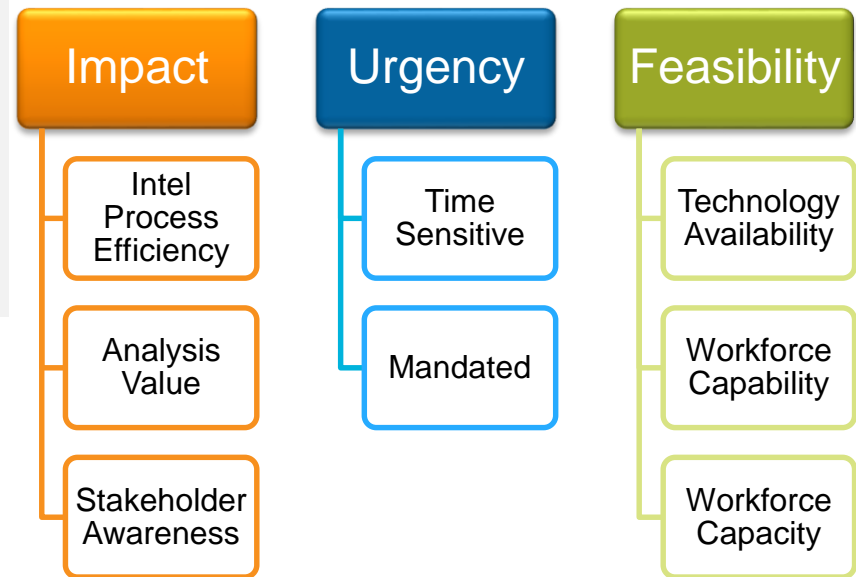 Impact
Intel
Process
Efficiency
Analysis
Value
Stakeholder
Awareness
Urgency
Time
Sensitive
Mandated
Feasibility
Technology
Availability
Workforce
Capability
Workforce
Capacity